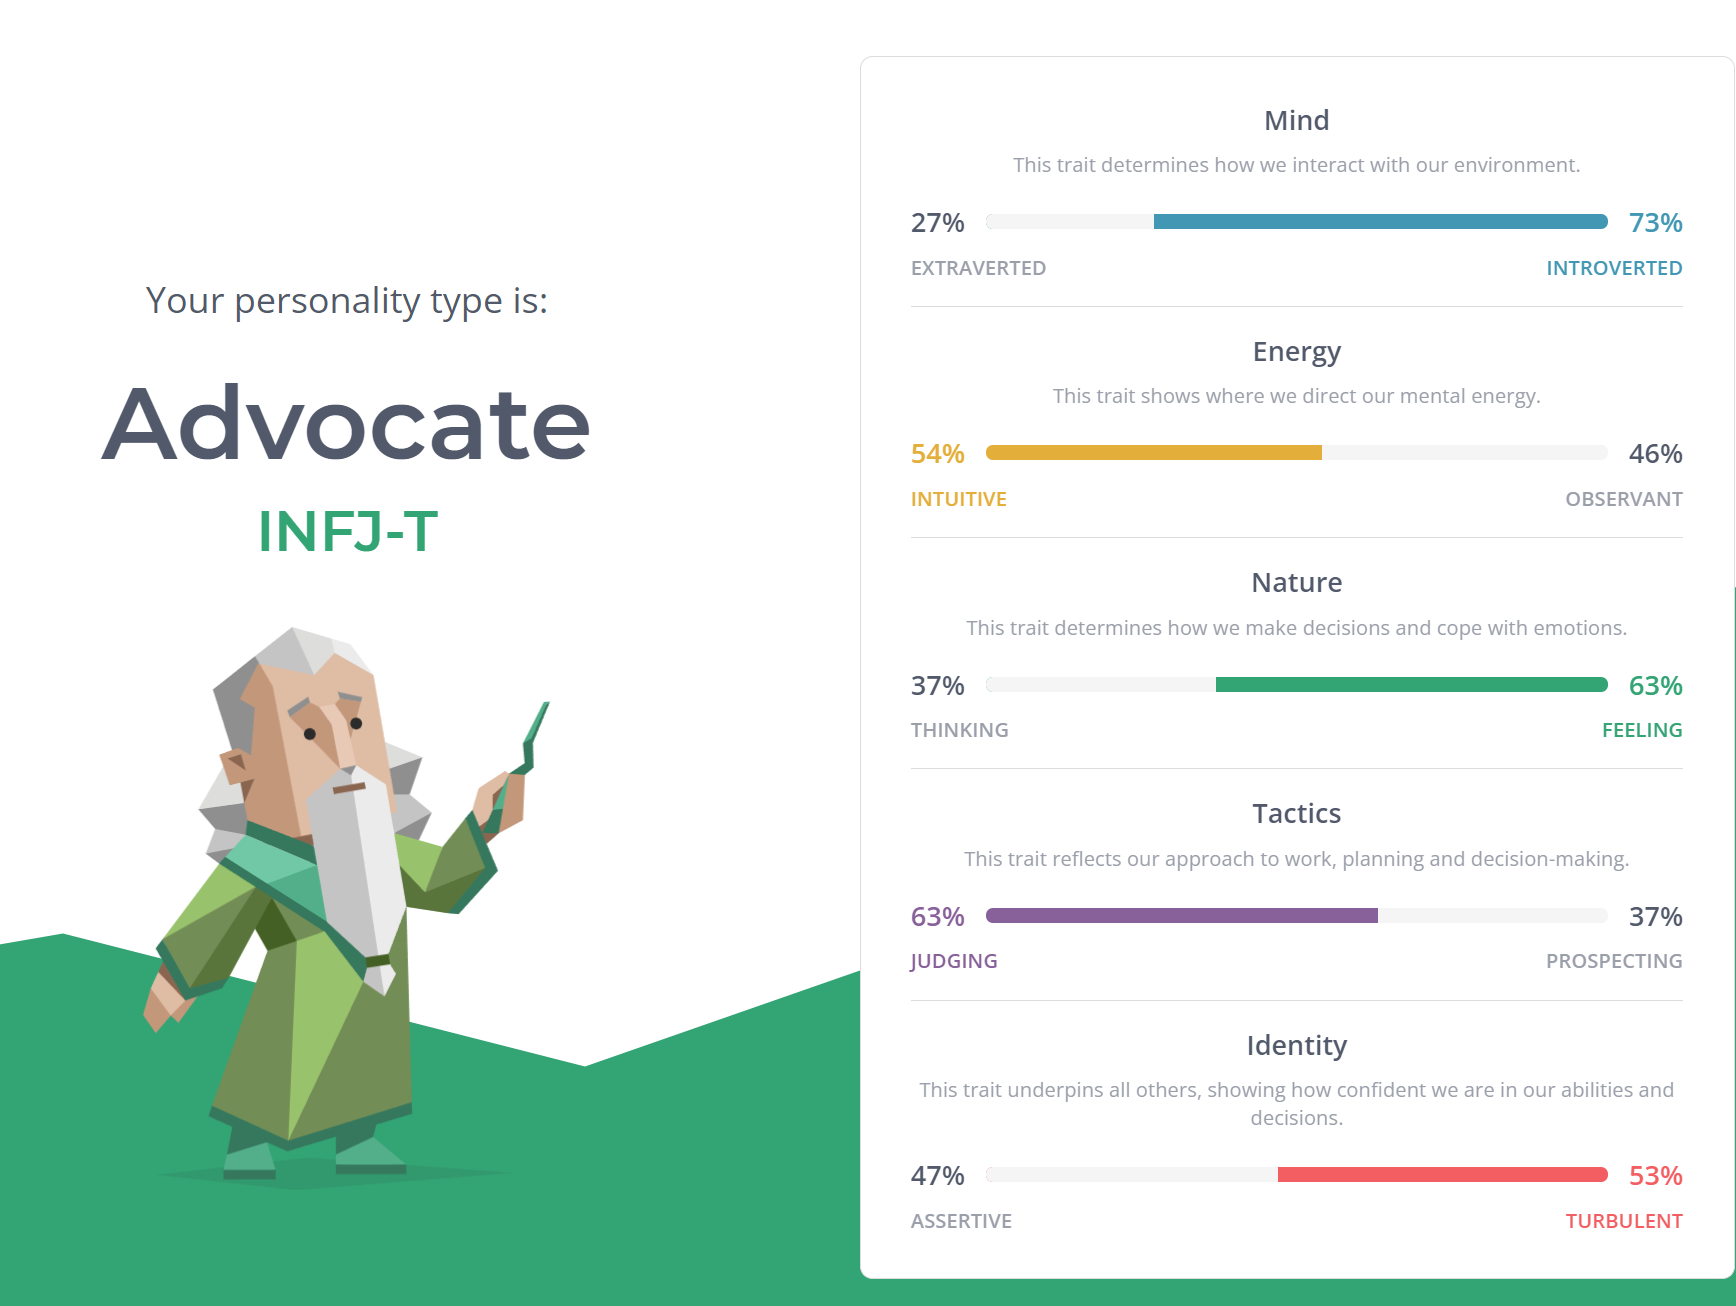 Your personality type is:
Advocate
INFJ-T
Mind
This trait determines how we interact with our environment.
27% 73%
EXTRAVERTED INTROVERTED
Energy
This trait shows where we direct our mental energy.
54% 46%
INTUITIVE OBSERVANT
Nature
This trait determines how we make decisions and cope with emotions.
37% 63%
THINKING FEELING
Tactics
This trait reflects our approach to work, planning and decision-making.
63% 37%
JUDGING PROSPECTING
Identity
This trait underpins all others, showing how confident we are in our abilities and
decisions.
47% 53%
ASSERTIVE TURBULENT